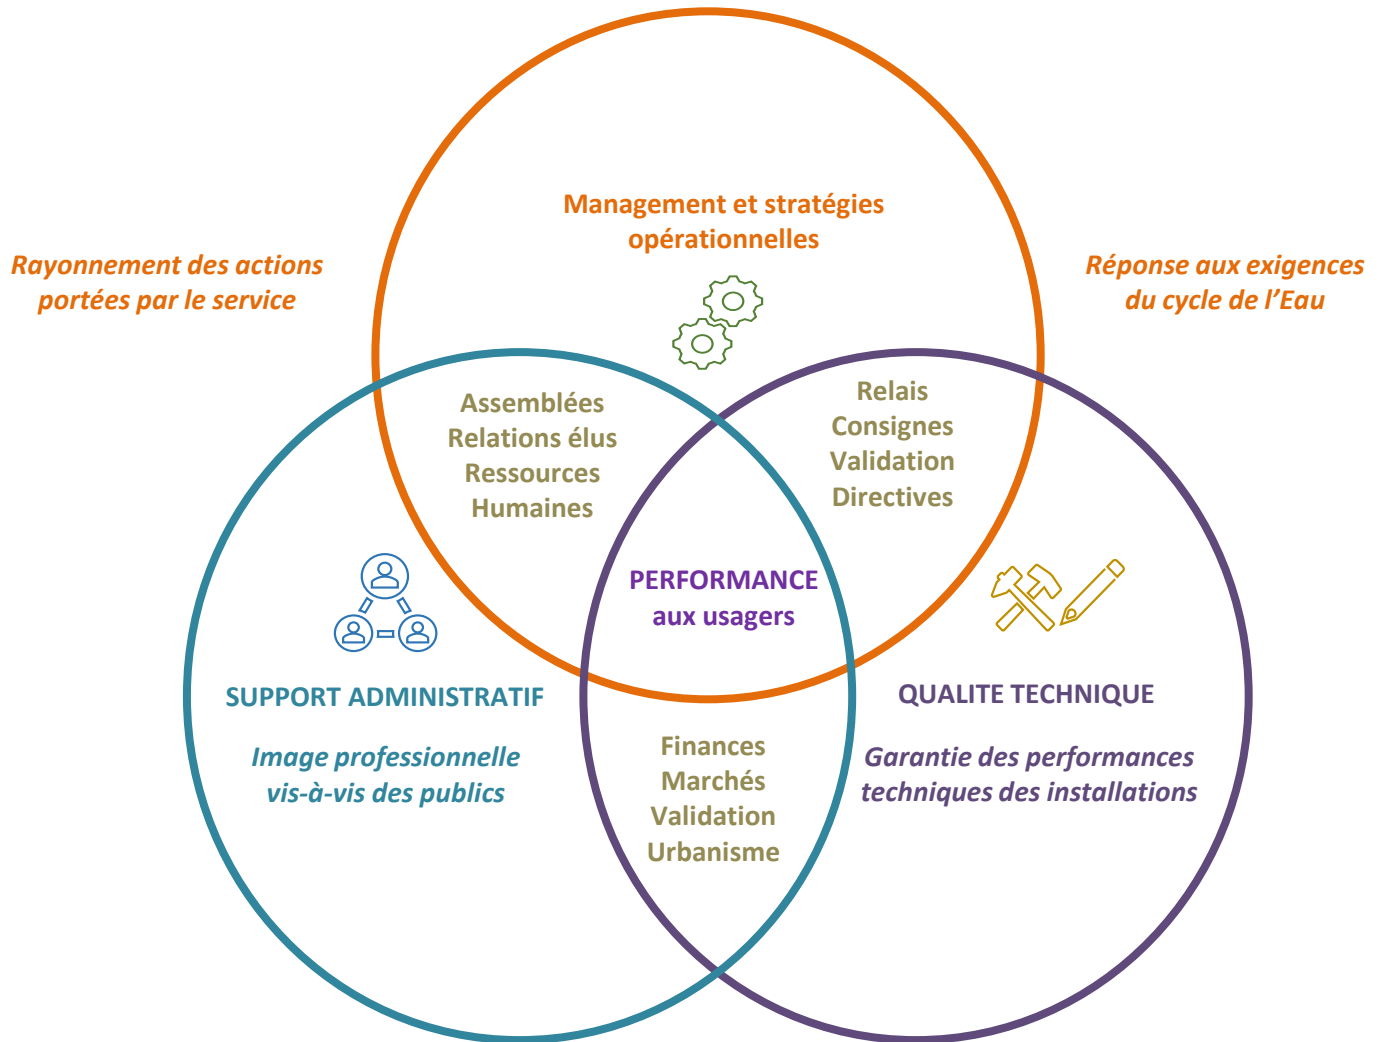 Management et stratégies
opérationnelles
Rayonnement des actions
portées par le service
Réponse aux exigences
du cycle de l’Eau
Assemblées
Relations élus
Ressources
Humaines
Relais
Consignes
Validation
Directives
PERFORMANCE
aux usagers
SUPPORT ADMINISTRATIF
Image professionnelle
vis-à-vis des publics
QUALITE TECHNIQUE
Garantie des performances
techniques des installations
Finances
Marchés
Validation
Urbanisme